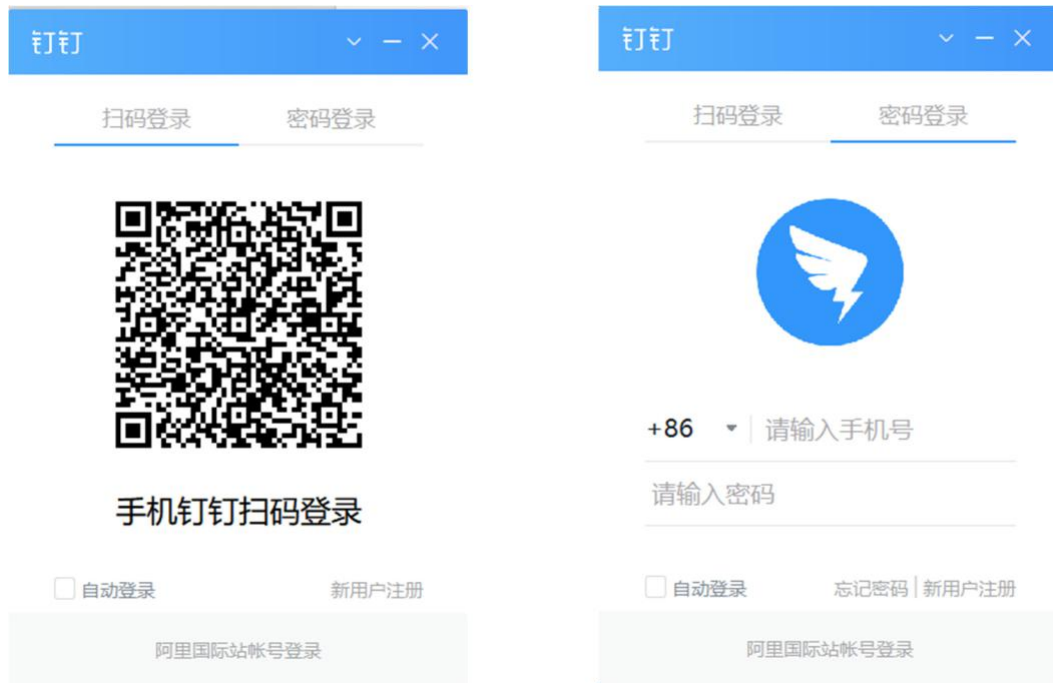 钉钉
扫码登录 密码登录
手机钉钉扫码登录
自动登录 新用户注册
阿里国际站帐号登录
钉钉
扫码登录 密码登录
+86 请输入手机号
请输入密码
自动登录 忘记密码 新用户注册
阿里国际站帐号登录